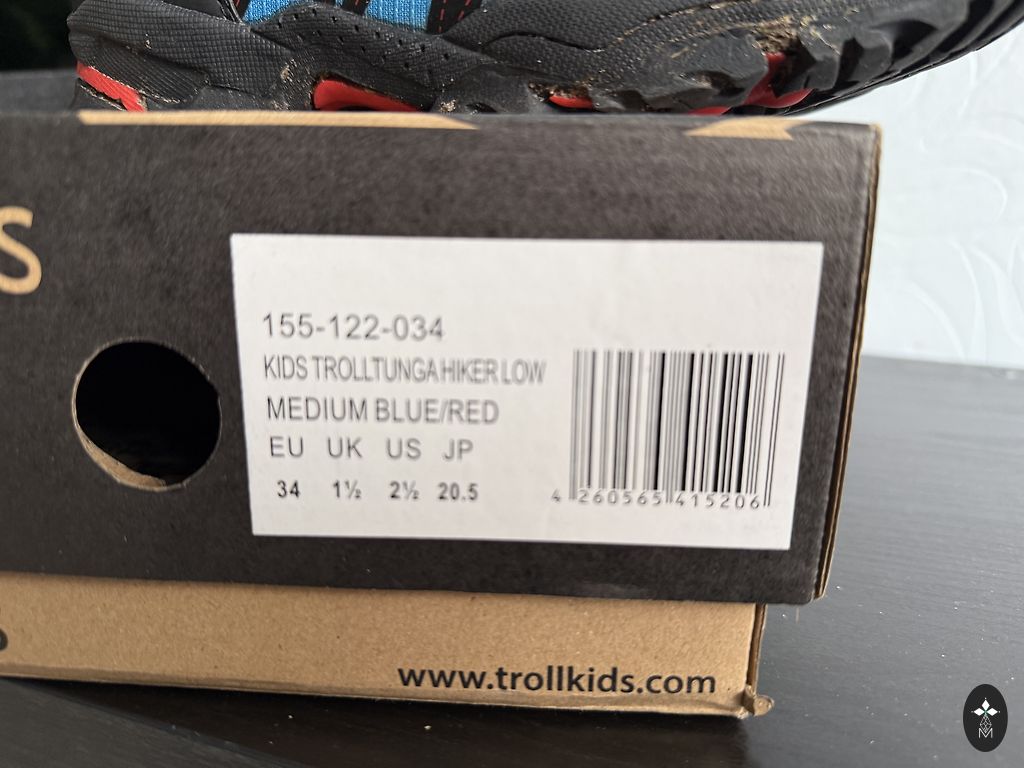 S
155-122-034
KIDS TROLLTUNGA HIKER LOW
MEDIUM BLUE/RED
EU UK US JP
34 1½ 2½ 20.5
4 260565 415206
www.trollkids.com
M